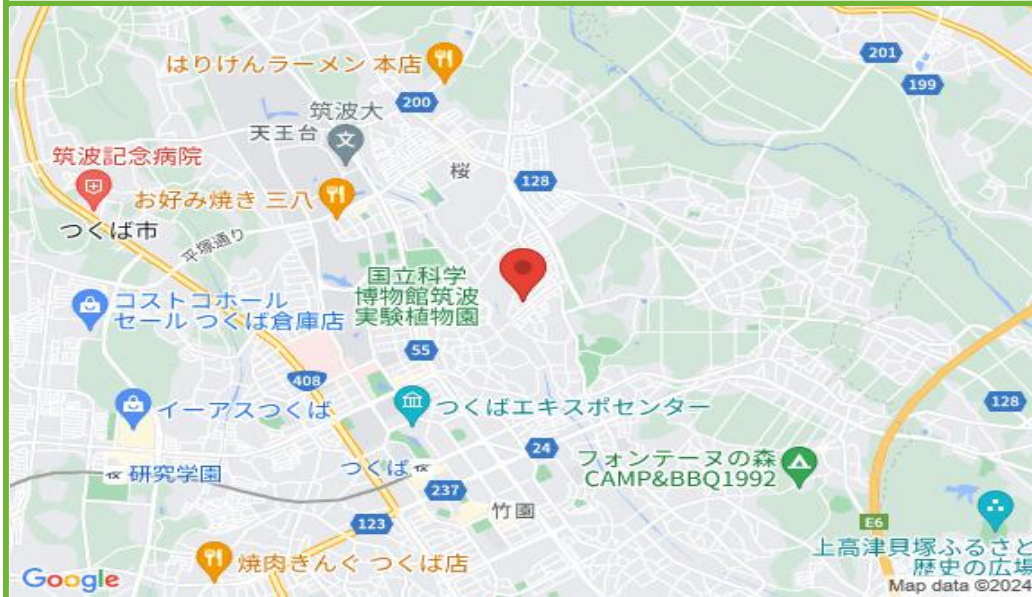 はりけんラーメン 本店
201
199
200
筑波大
天王台
文
筑波記念病院
桜
128
お好み焼き 三八
つくば市
平塚通り
国立科学
博物館筑波
実験植物園
コストコホール
セール つくば倉庫店
55
408
イーアスつくば
つくばエキスポセンター
128
24
フォンテーヌの森
CAMP&BBQ1992
つくば
研究学園
237
竹園
123
E6
上高津貝塚ふるさと
歴史の広場
焼肉きんぐ つくば店
Google
Map data ©2024